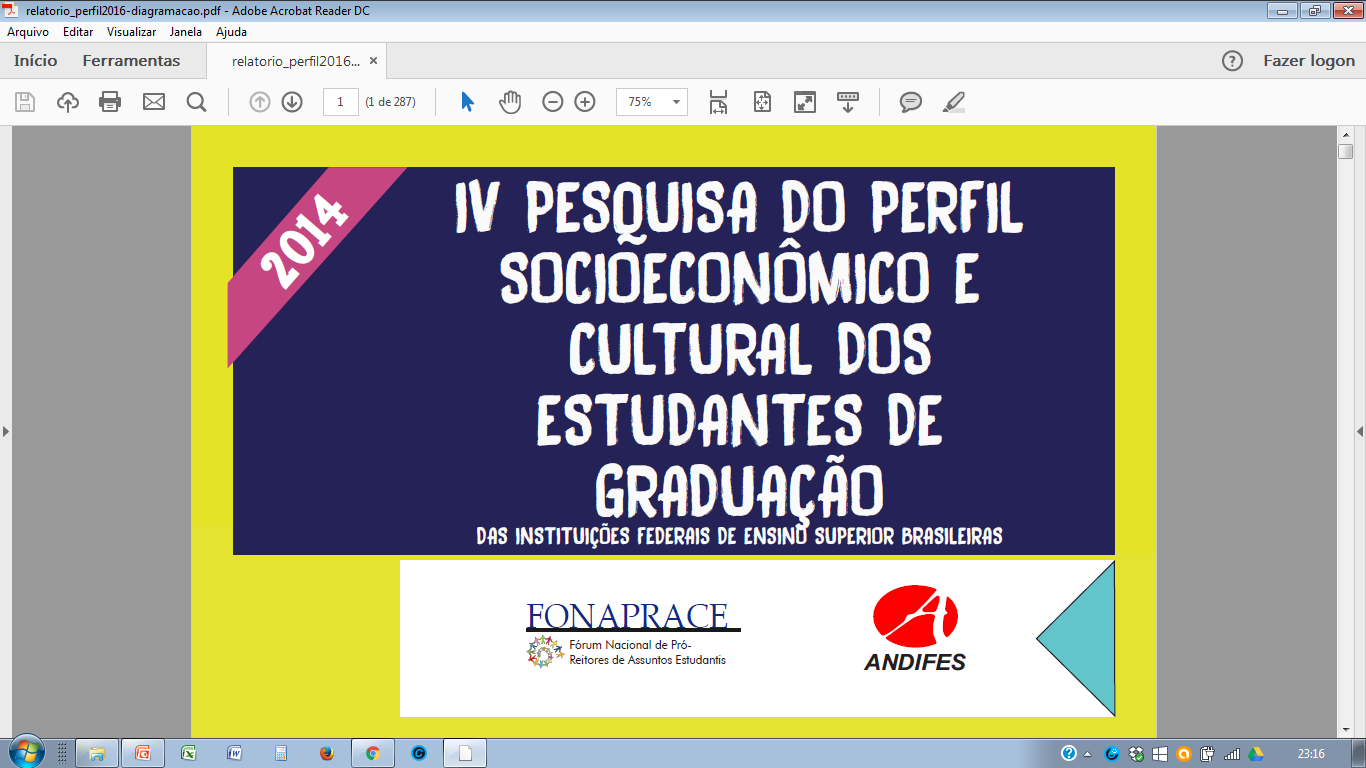 relatorio_perfil2016-diagramacao.pdf - Adobe Acrobat Reader DC
Arquivo Editar Visualizar Janela Ajuda
Início Ferramentas relatorio_perfil2016... × Fazer logon
1 (1 de 287) 75%
2014
IV PESQUISA DO PERFIL
SOCIOECONÔMICO E
CULTURAL DOS
ESTUDANTES DE
GRADUAÇÃO
DAS INSTITUIÇÕES FEDERAIS DE ENSINO SUPERIOR BRASILEIRAS
FONAPRACE
Fórum Nacional de Pró-
Reitores de Assuntos Estudantis
ANDIFES
23:16